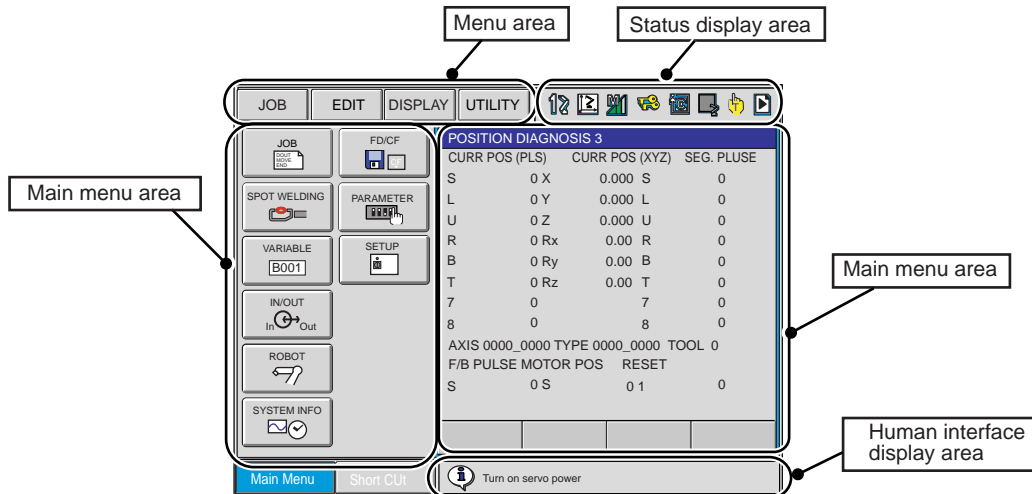 Menu area
Status display area
JOB EDIT DISPLAY UTILITY
Main menu area
JOB
DOUT
MOVE
END
FD/CF
CF
SPOT WELDING
PARAMETER
VARIABLE
B001
SETUP
IN/OUT
In Out
ROBOT
SYSTEM INFO
Main Menu Short CUt
POSITION DIAGNOSIS 3
CURR POS (PLS) CURR POS (XYZ) SEG. PLUSE
S 0 X 0.000 S 0
L 0 Y 0.000 L 0
U 0 Z 0.000 U 0
R 0 Rx 0.00 R 0
B 0 Ry 0.00 B 0
T 0 Rz 0.00 T 0
7 0 7 0
8 0 8 0
AXIS 0000_0000 TYPE 0000_0000 TOOL 0
F/B PULSE MOTOR POS RESET
S 0 S 0 1 0
Turn on servo power
Main menu area
Human interface
display area